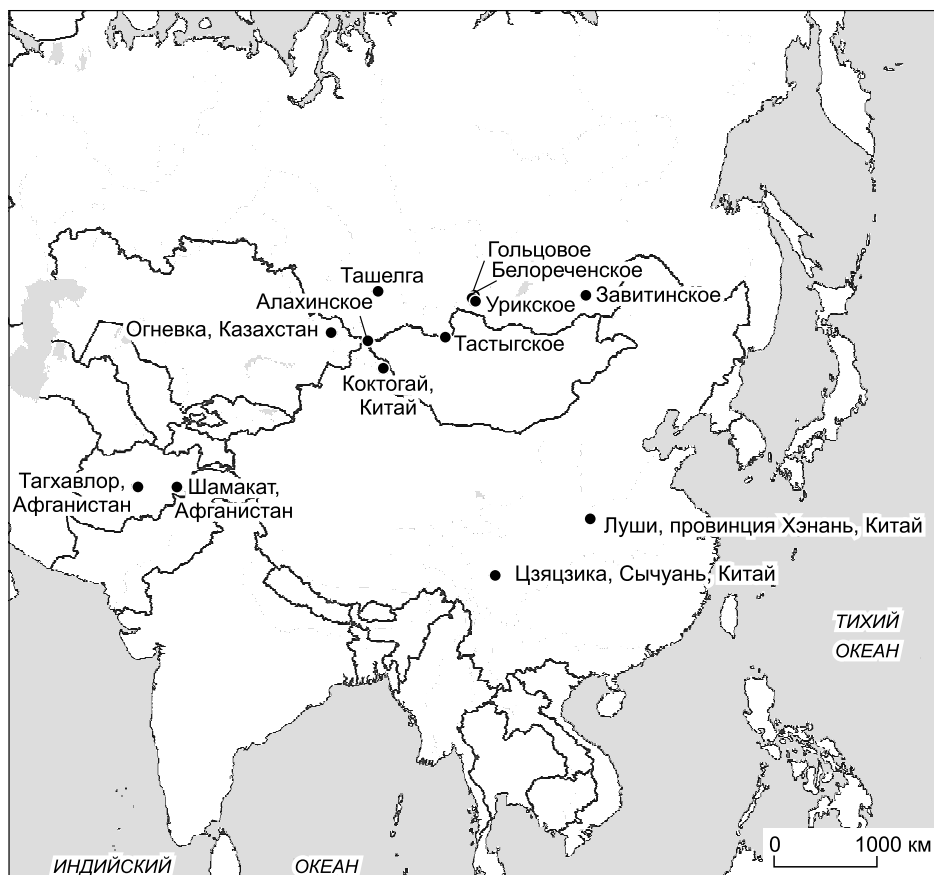 Гольцовое
Белореченское
Ташелга
Алахинское
Урикское
Завитинское
Огневка, Казахстан
Тастыгское
Коктогай,
Китай
Тагхавлор,
Афганистан
Шамакат,
Афганистан
Луши, провинция Хэнань, Китай
Цзяцзика, Сычуань, Китай
ТИХИЙ
ОКЕАН
0 1000 км
ИНДИЙСКИЙ ОКЕАН